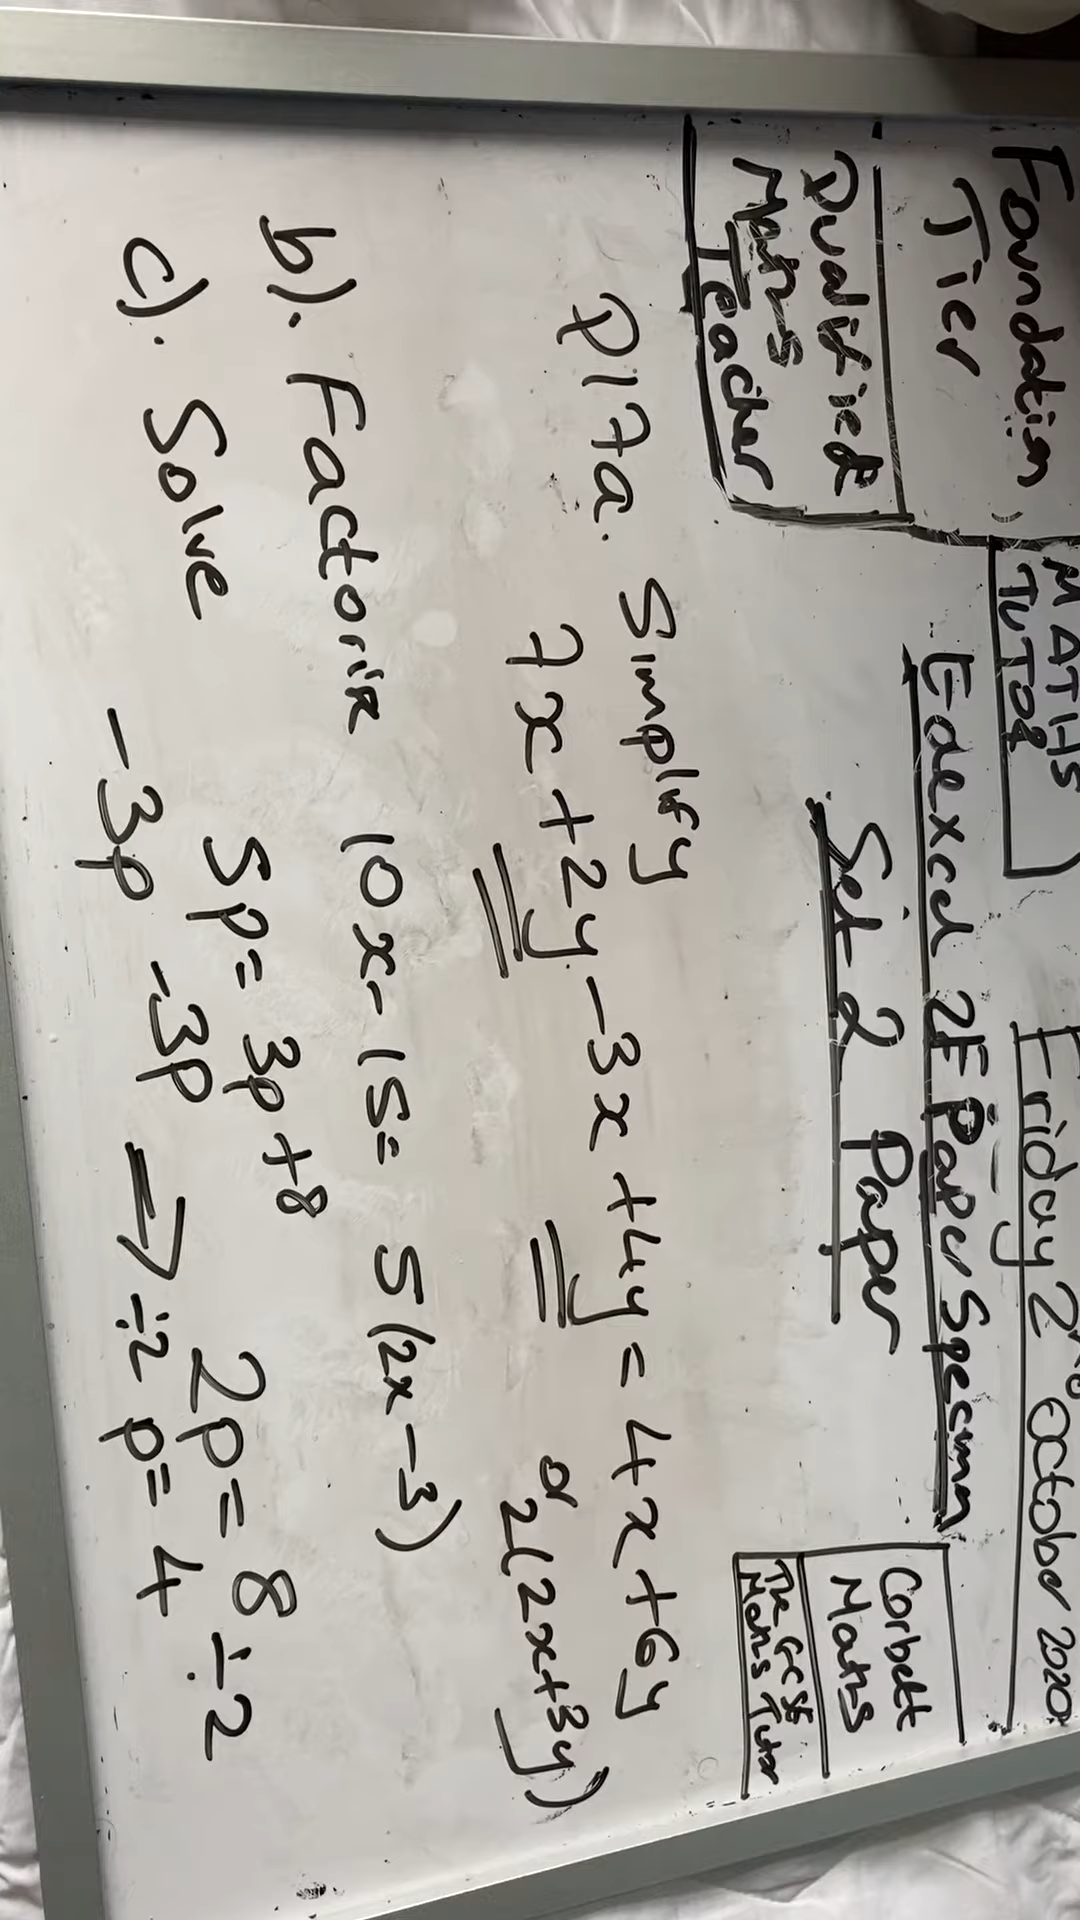 Foundation
Tier
MATHS
TUTOR
Friday 2nd October 2020
Qualified
Maths
Teacher
Edexcel 2F Paper Specimn
Set 2 Paper
Corbett
Maths
The GCSE
Maths Tutor
Q17a. Simplify
7x + 2y - 3x + 4y = 4x + 6y
or 2(2x+3y)
b). Factorix 10x - 15 = 5(2x - 3)
c). Solve
5p = 3p + 8
2p = 8 ÷ 2
-3p -3p ⇒ ÷2 p = 4